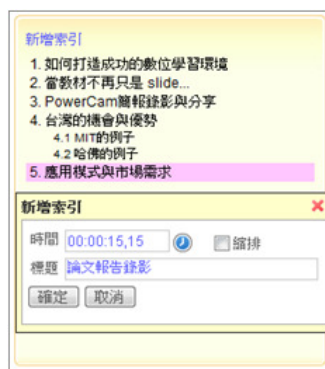 新增索引
1. 如何打造成功的數位學習環境
2. 當教材不再只是 slide...
3. PowerCam簡報錄影與分享
4. 台灣的機會與優勢
4.1 MIT的例子
4.2 哈佛的例子
5. 應用模式與市場需求
新增索引
時間 00:00:15,15 縮排
標題 論文報告錄影
確定 取消